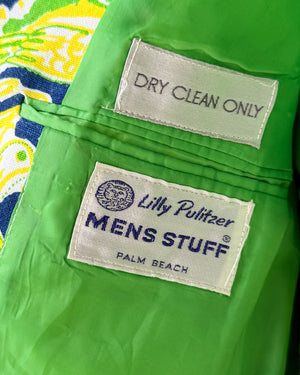 DRY CLEAN ONLY
Lilly Pulitzer
MENS STUFF®
PALM BEACH